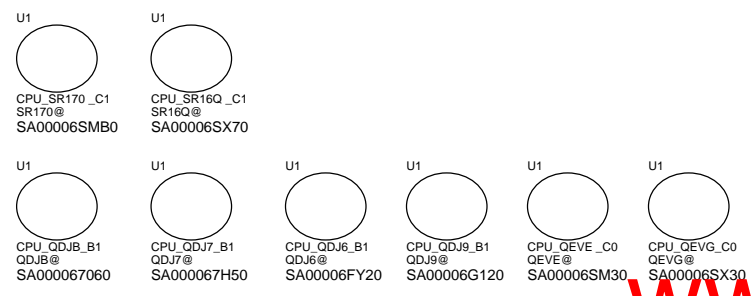 U1 U1
CPU_SR170 _C1 CPU_SR16Q _C1
SR170@ SR16Q@
SA00006SMB0 SA00006SX70
U1 U1 U1 U1 U1 U1
CPU_QDJB_B1 CPU_QDJ7_B1 CPU_QDJ6_B1 CPU_QDJ9_B1 CPU_QEVE _C0 CPU_QEVG_C0
QDJB@ QDJ7@ QDJ6@ QDJ9@ QEVE@ QEVG@
SA000067060 SA000067H50 SA00006FY20 SA00006G120 SA00006SM30 SA00006SX30